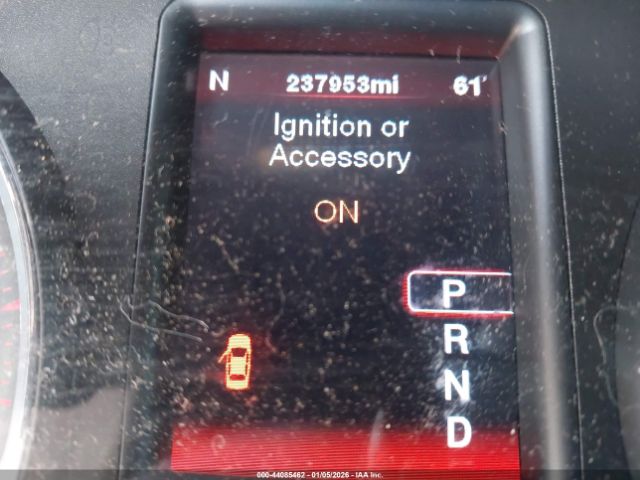 N 237953mi 61°
Ignition or
Accessory
ON
P
R
N
D
000-44085462 - 01/05/2026 - IAA Inc.